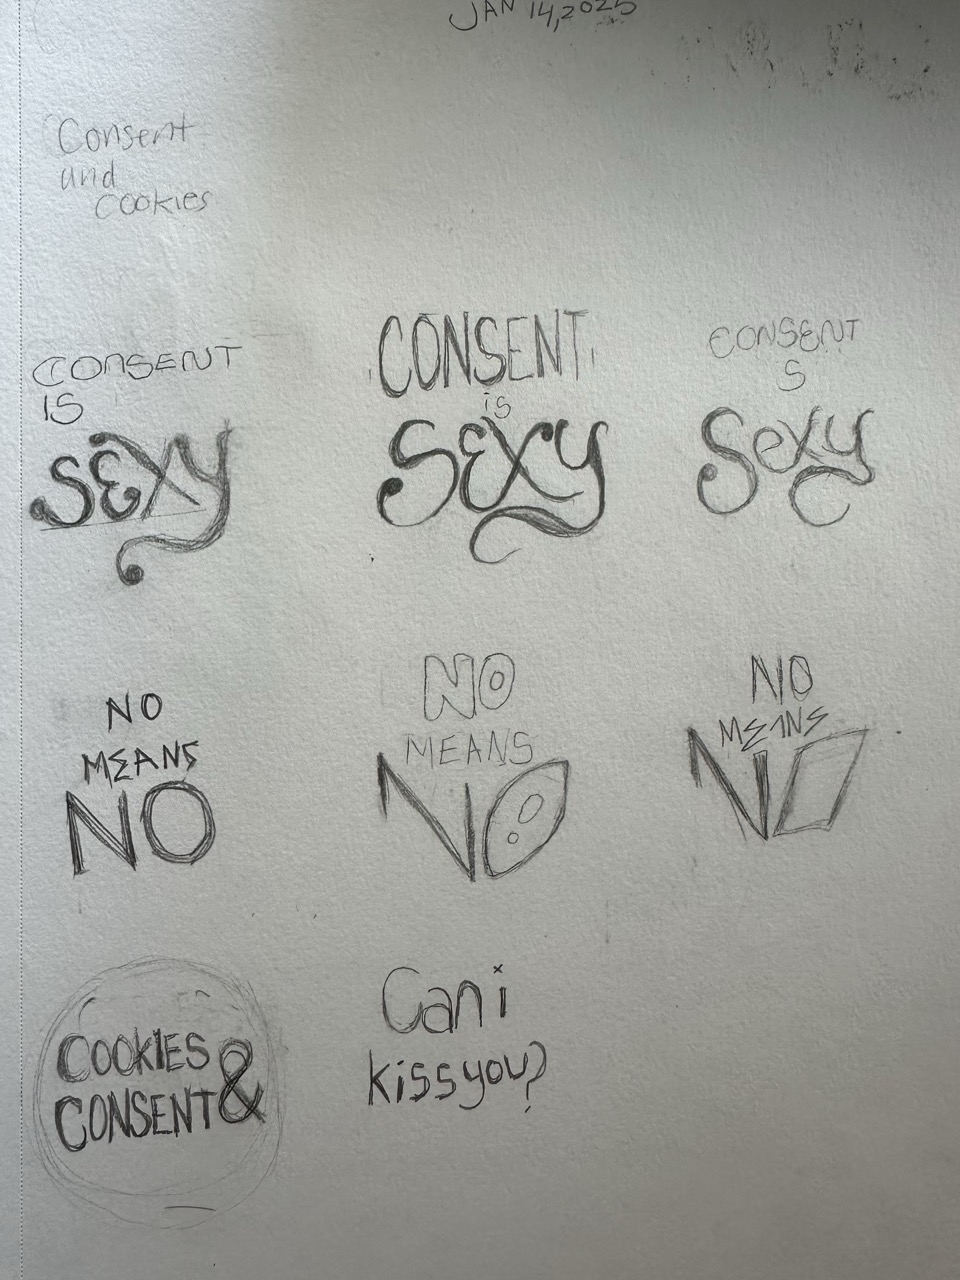 JAN 14,2025
Consent
and
cookies
CONSENT
IS
SEXY
CONSENT
is
SEXY
CONSENT
S
Sexy
NO
MEANS
NO
NO
MEANS
NO
NO
MEANS
NO
COOKIES
&
CONSENT
Can i
kiss you?